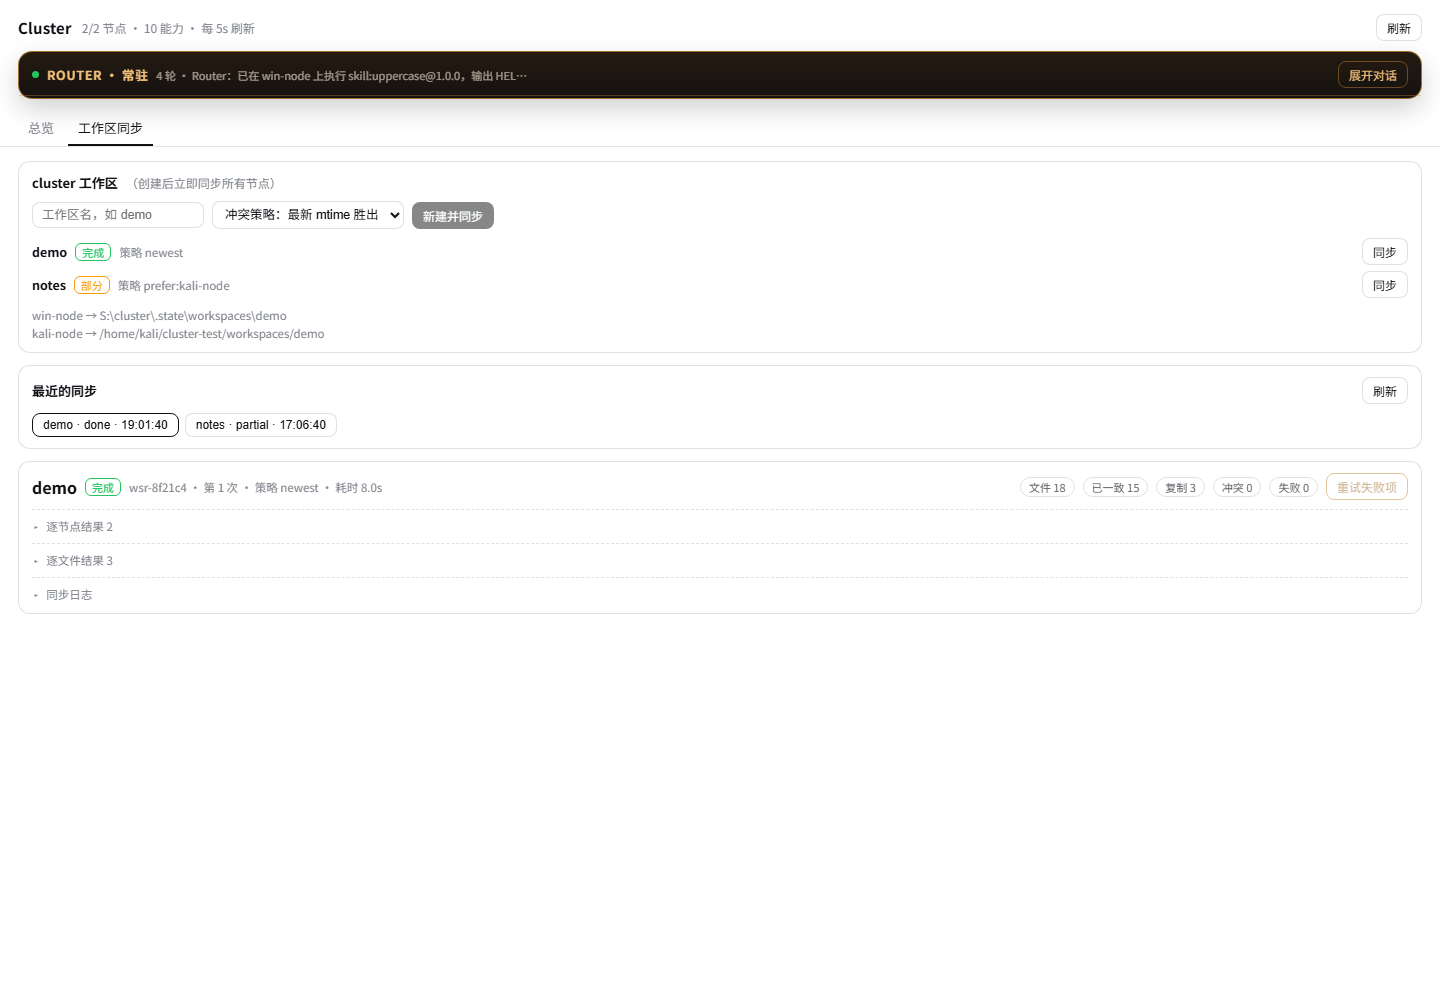 Cluster 2/2 节点 • 10 能力 • 每 5s 刷新 刷新
ROUTER • 常驻 4 轮 • Router：已在 win-node 上执行 skill:uppercase@1.0.0，输出 HEL⋯ 展开对话
总览 工作区同步
cluster 工作区 （创建后立即同步所有节点）
工作区名，如 demo 冲突策略：最新 mtime 胜出 新建并同步
demo 完成 策略 newest 同步
notes 部分 策略 prefer:kali-node 同步
win-node → S:\cluster\.state\workspaces\demo
kali-node → /home/kali/cluster-test/workspaces/demo
最近的同步 刷新
demo · done · 19:01:40 notes · partial · 17:06:40
demo 完成 wsr-8f21c4 • 第 1 次 • 策略 newest • 耗时 8.0s 文件 18 已一致 15 复制 3 冲突 0 失败 0 重试失败项
▸ 逐节点结果 2
▸ 逐文件结果 3
▸ 同步日志